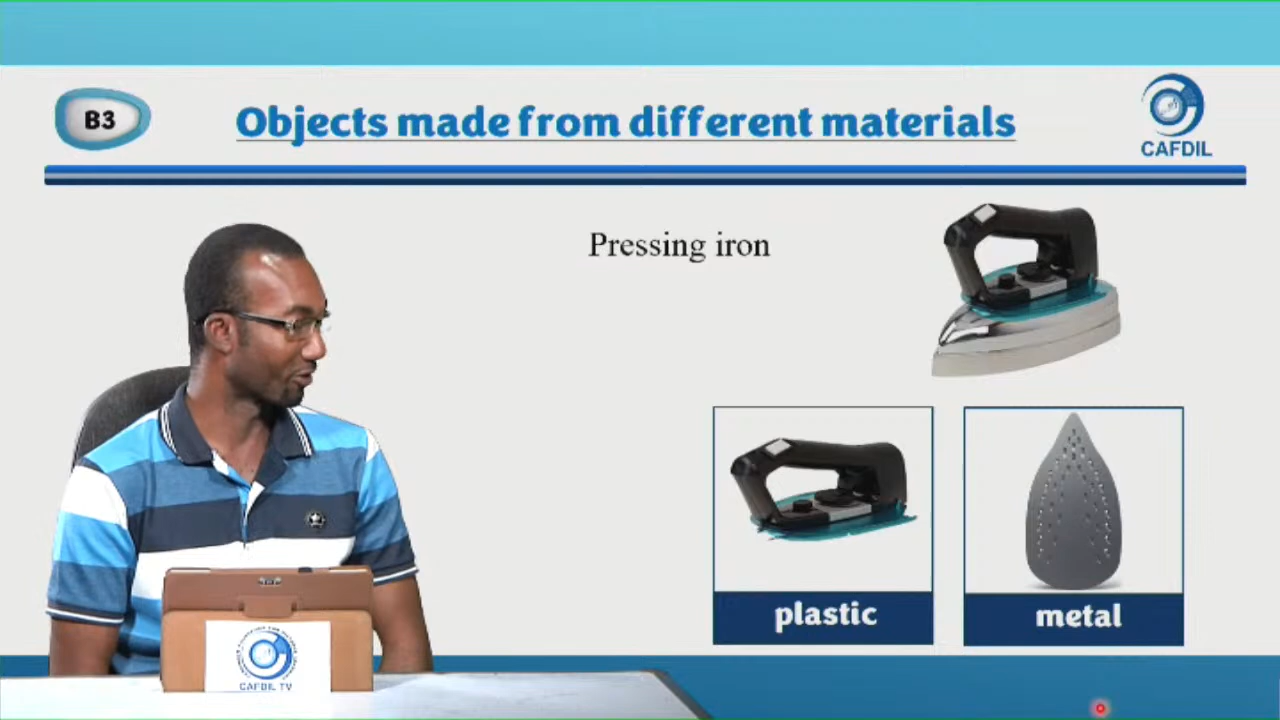 B3
Objects made from different materials
CAFDIL
Pressing iron
plastic
metal
CAFDIL TV